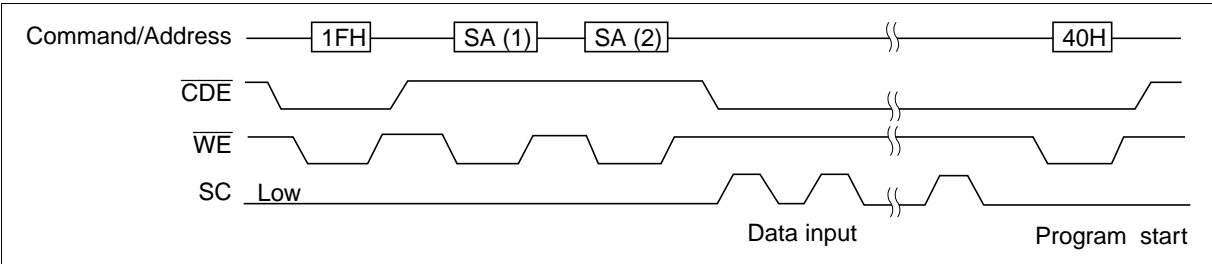 Command/Address 1FH SA (1) SA (2) 40H
CDE
WE
SC Low
Data input Program start